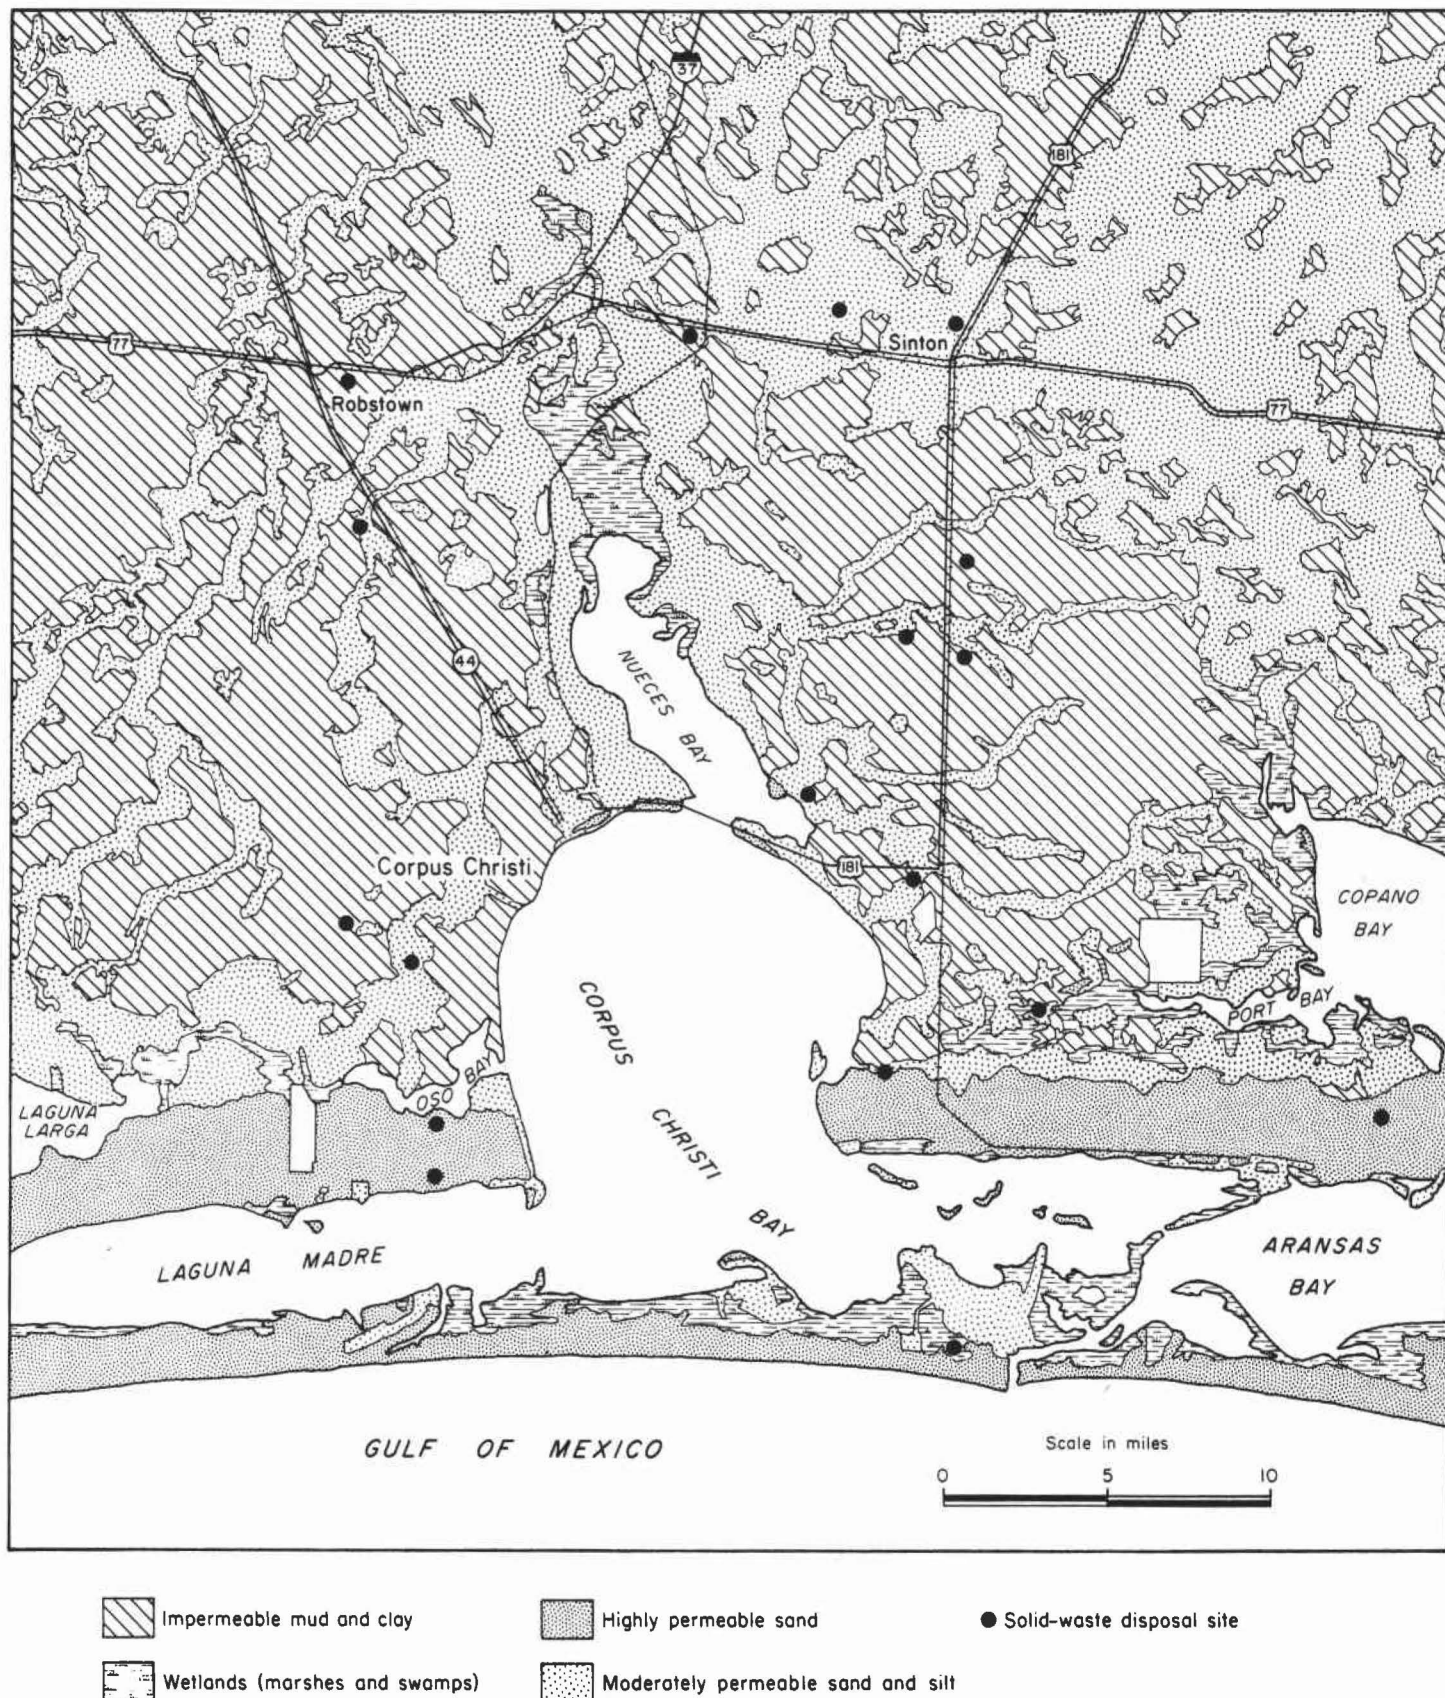 37
181
77
Sinton
Robstown
77
44
NUECES BAY
Corpus Christi
181
COPANO
BAY
PORT BAY
CORPUS CHRISTI BAY
OSO BAY
LAGUNA
LARGA
LAGUNA MADRE
ARANSAS
BAY
GULF OF MEXICO
Scale in miles
0 5 10
Impermeable mud and clay
Highly permeable sand
Solid-waste disposal site
Wetlands (marshes and swamps)
Moderately permeable sand and silt